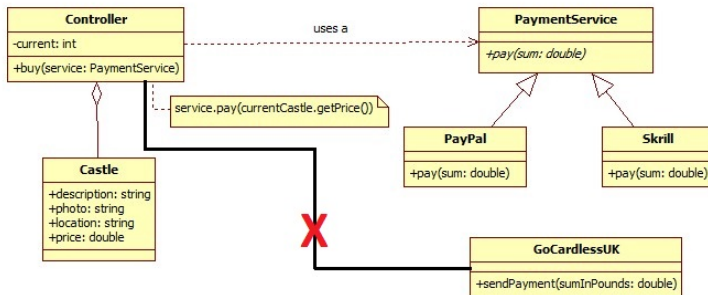 Controller
-current: int
+buy(service: PaymentService)
uses a
PaymentService
+pay(sum: double)
service.pay(currentCastle.getPrice())
PayPal
+pay(sum: double)
Skrill
+pay(sum: double)
Castle
+description: string
+photo: string
+location: string
+price: double
X
GoCardlessUK
+sendPayment(sumInPounds: double)